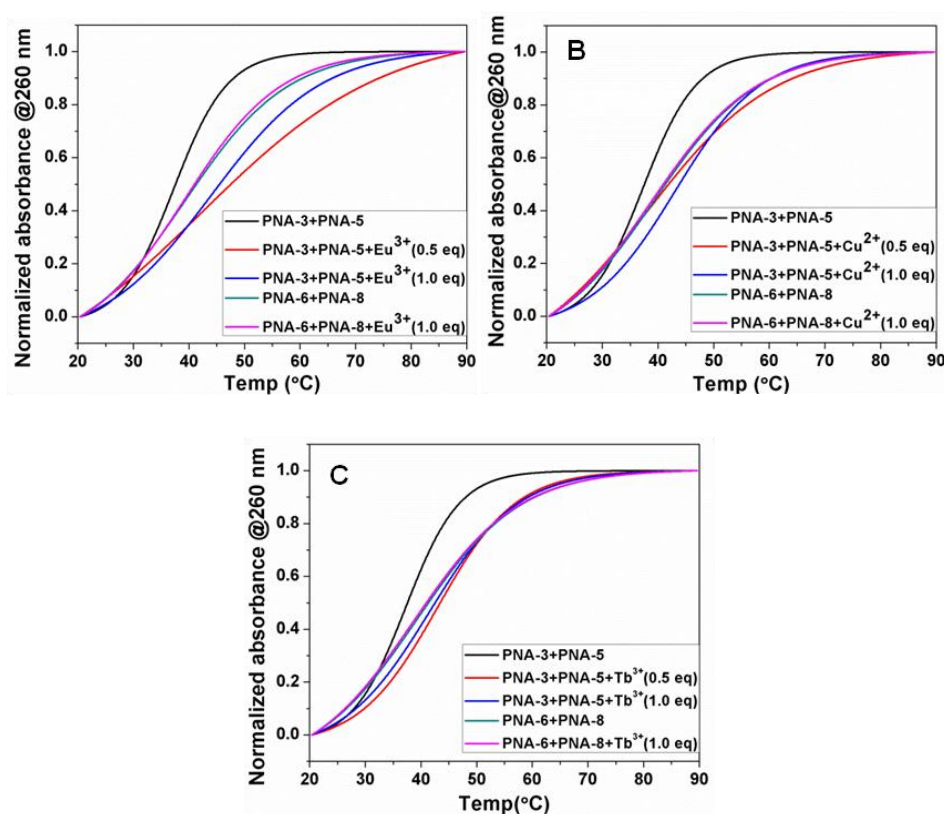 Normalized absorbance @260 nm
1.0
0.8
0.6
0.4
0.2
0.0
PNA-3+PNA-5
PNA-3+PNA-5+Eu³⁺(0.5 eq)
PNA-3+PNA-5+Eu³⁺(1.0 eq)
PNA-6+PNA-8
PNA-6+PNA-8+Eu³⁺(1.0 eq)
20 30 40 50 60 70 80 90
Temp (°C)
B
Normalized absorbance@260 nm
1.0
0.8
0.6
0.4
0.2
0.0
PNA-3+PNA-5
PNA-3+PNA-5+Cu²⁺(0.5 eq)
PNA-3+PNA-5+Cu²⁺(1.0 eq)
PNA-6+PNA-8
PNA-6+PNA-8+Cu²⁺(1.0 eq)
20 30 40 50 60 70 80 90
Temp (°C)
C
Normalized absorbance @260 nm
1.0
0.8
0.6
0.4
0.2
0.0
PNA-3+PNA-5
PNA-3+PNA-5+Tb³⁺(0.5 eq)
PNA-3+PNA-5+Tb³⁺(1.0 eq)
PNA-6+PNA-8
PNA-6+PNA-8+Tb³⁺(1.0 eq)
20 30 40 50 60 70 80 90
Temp(°C)